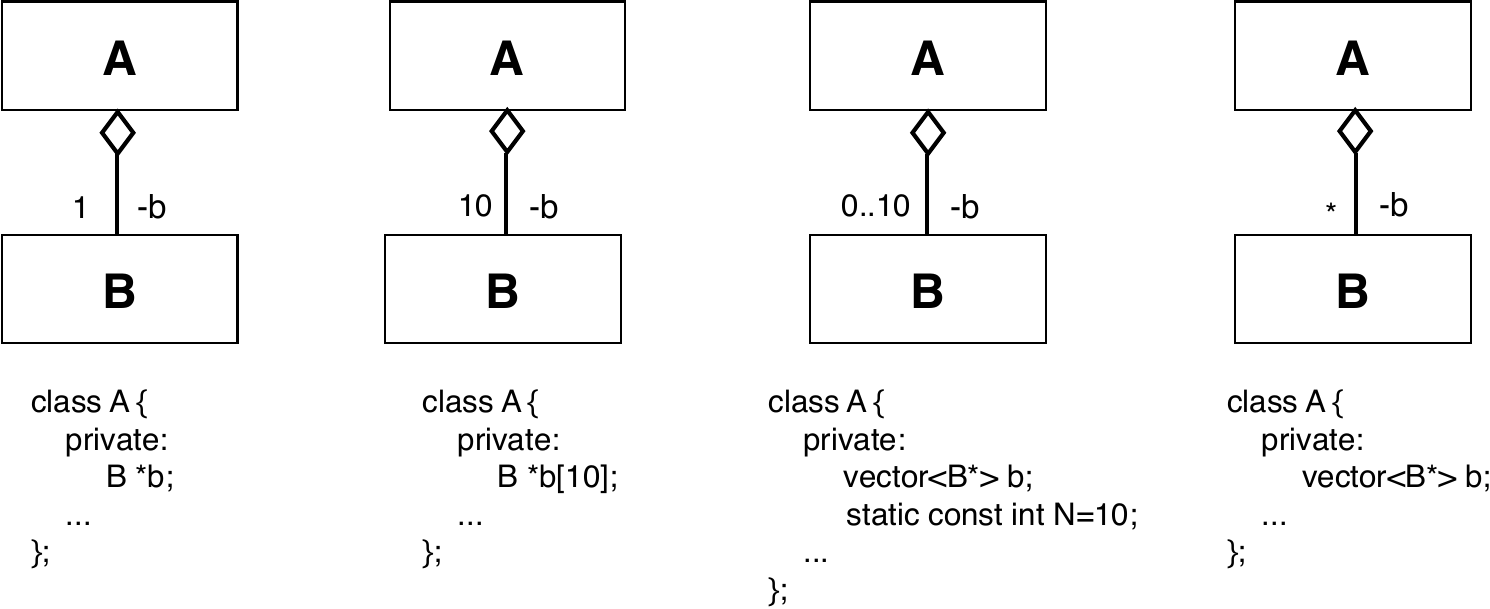 A
1 -b
B
class A {
private:
B *b;
...
};
A
10 -b
B
class A {
private:
B *b[10];
...
};
A
0..10 -b
B
class A {
private:
vector<B*> b;
static const int N=10;
...
};
A
* -b
B
class A {
private:
vector<B*> b;
...
};